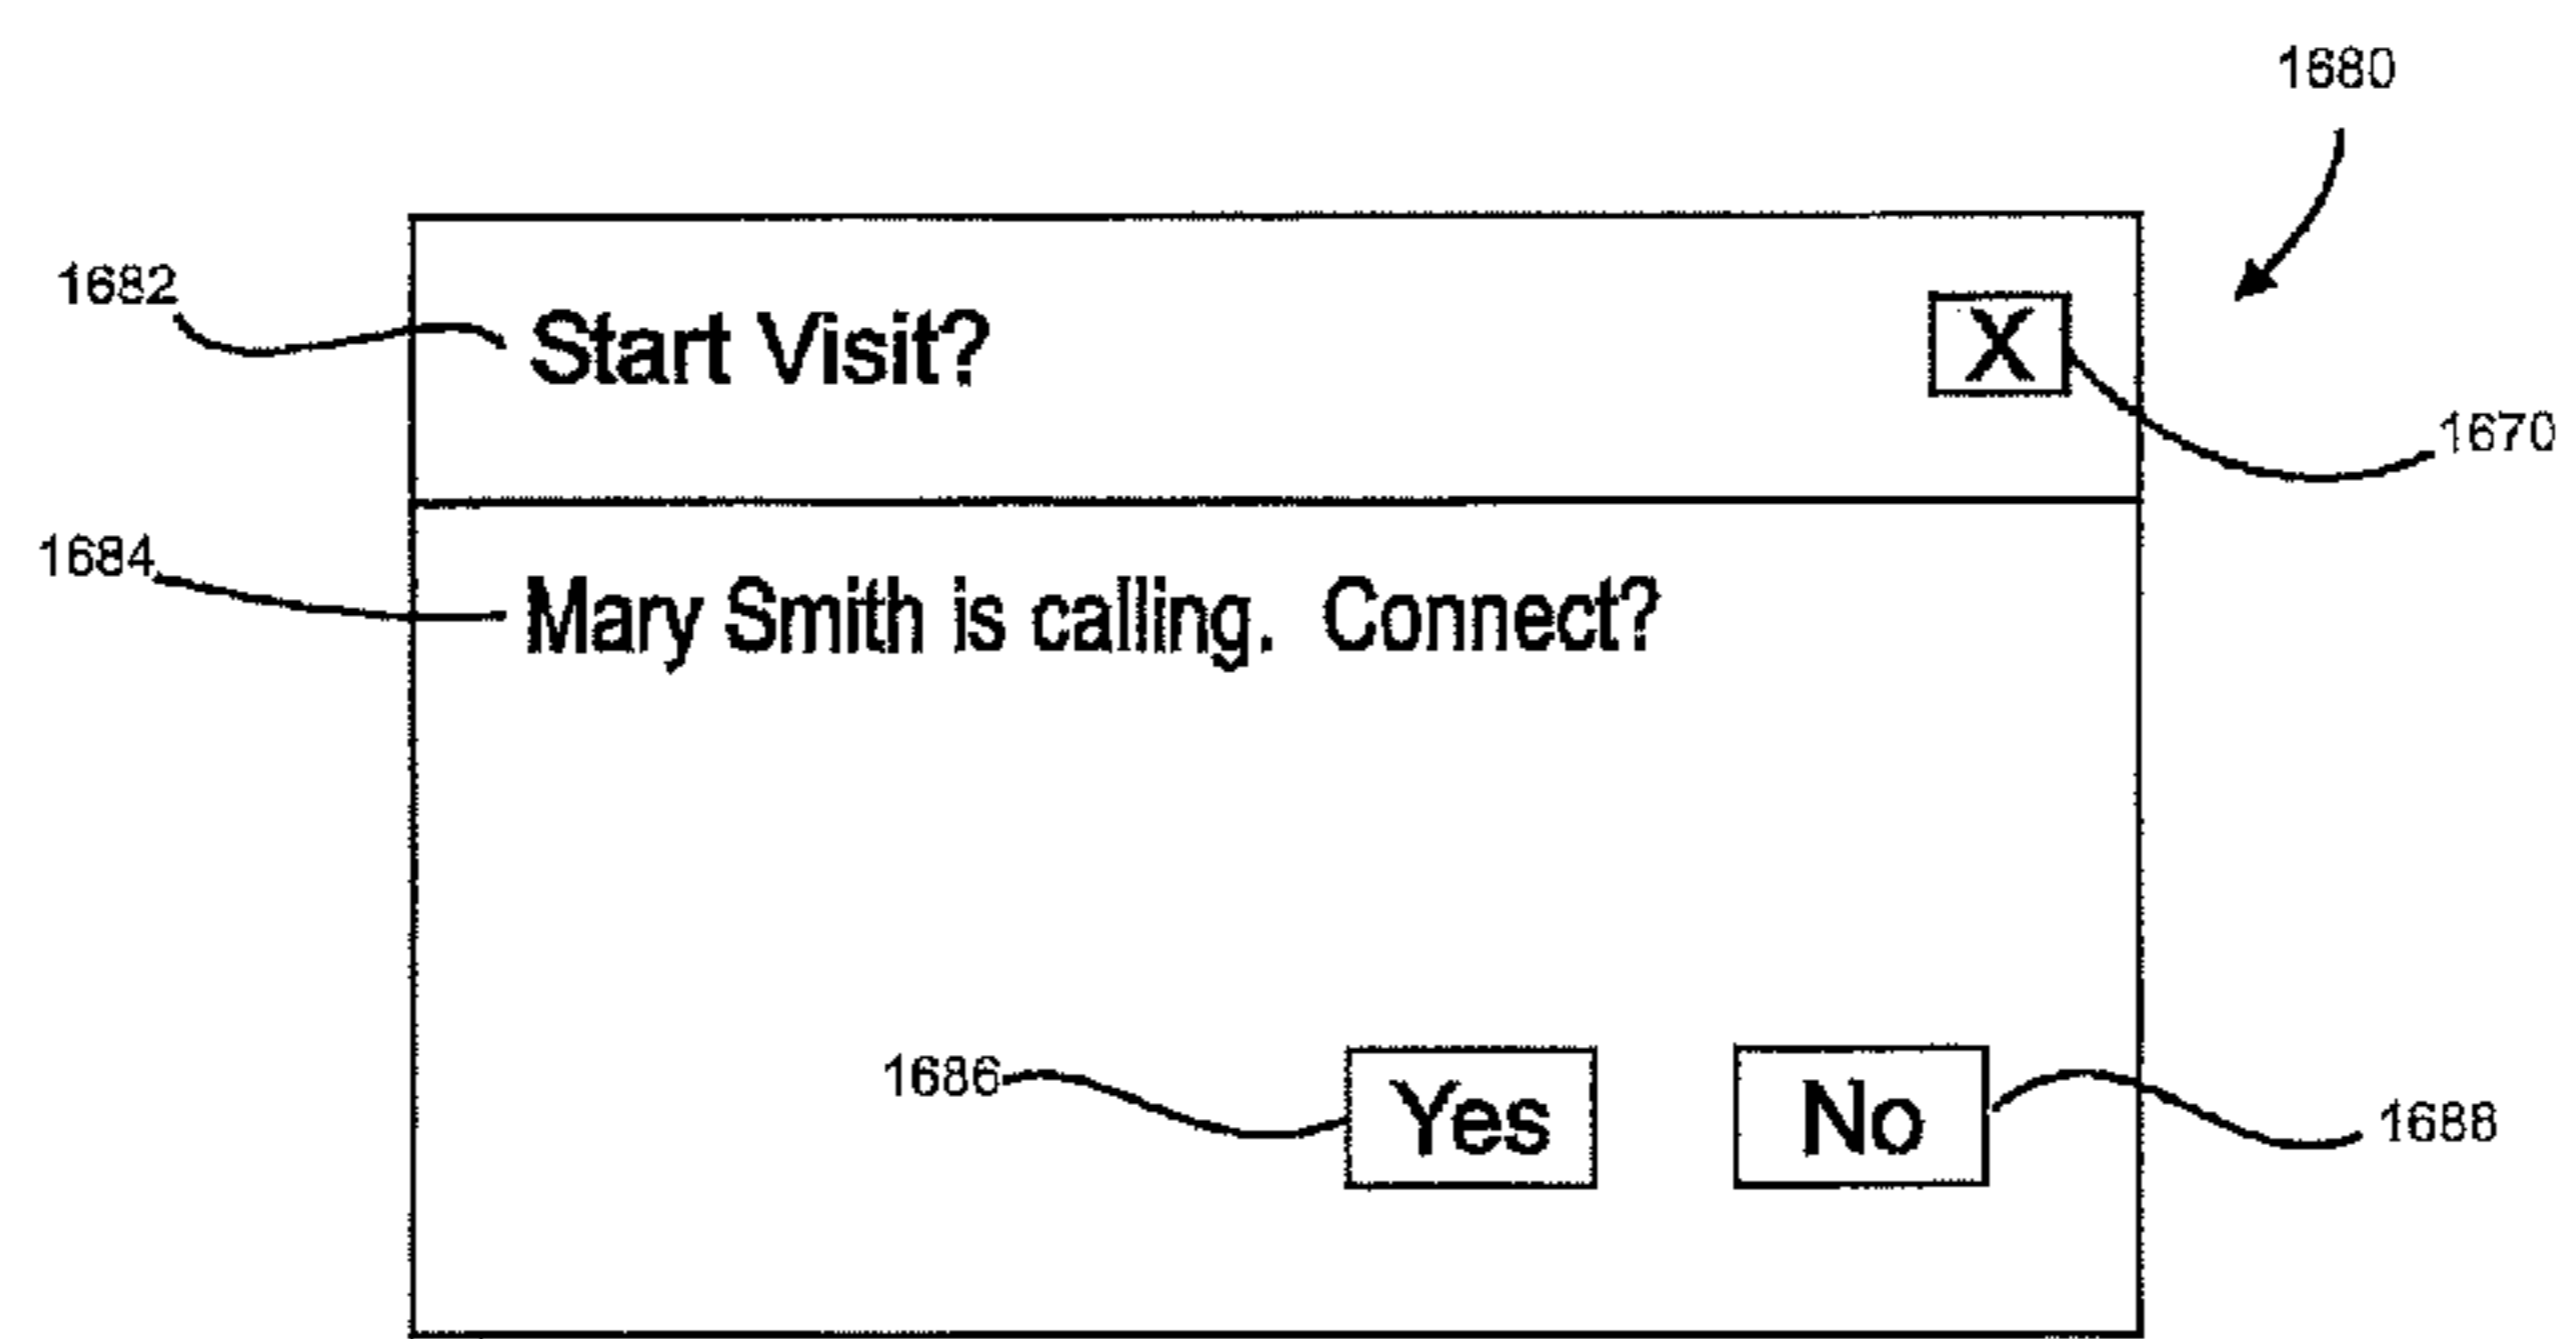 1680
1682
Start Visit?
X
1670
1684
Mary Smith is calling. Connect?
1686
Yes
No
1688